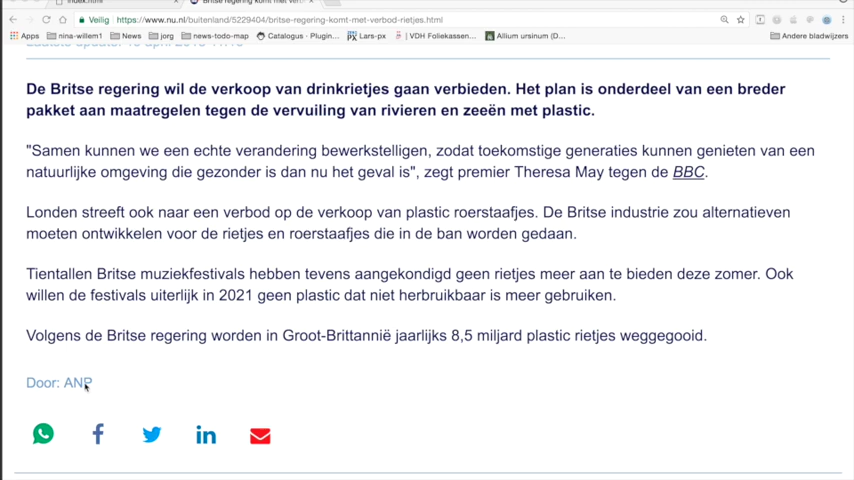 index.html
Britse regering komt met verb
Veilig https://www.nu.nl/buitenland/5229404/britse-regering-komt-met-verbod-rietjes.html
Apps nina-willem1 News jorg news-todo-map Catalogus - Plugin... Lars-px VDH Foliekassen... Allium ursinum (D... Andere bladwijzers
De Britse regering wil de verkoop van drinkrietjes gaan verbieden. Het plan is onderdeel van een breder
pakket aan maatregelen tegen de vervuiling van rivieren en zeeën met plastic.
"Samen kunnen we een echte verandering bewerkstelligen, zodat toekomstige generaties kunnen genieten van een
natuurlijke omgeving die gezonder is dan nu het geval is", zegt premier Theresa May tegen de BBC.
Londen streeft ook naar een verbod op de verkoop van plastic roerstaafjes. De Britse industrie zou alternatieven
moeten ontwikkelen voor de rietjes en roerstaafjes die in de ban worden gedaan.
Tientallen Britse muziekfestivals hebben tevens aangekondigd geen rietjes meer aan te bieden deze zomer. Ook
willen de festivals uiterlijk in 2021 geen plastic dat niet herbruikbaar is meer gebruiken.
Volgens de Britse regering worden in Groot-Brittannië jaarlijks 8,5 miljard plastic rietjes weggegooid.
Door: ANP